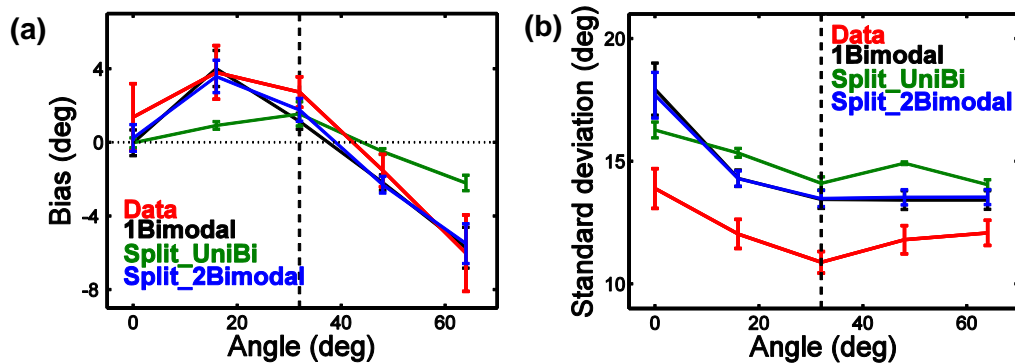 (a)
4
0
-4
-8
Bias (deg)
Data
1Bimodal
Split_UniBi
Split_2Bimodal
0 20 40 60
Angle (deg)
(b)
20
15
10
Standard deviation (deg)
Data
1Bimodal
Split_UniBi
Split_2Bimodal
0 20 40 60
Angle (deg)